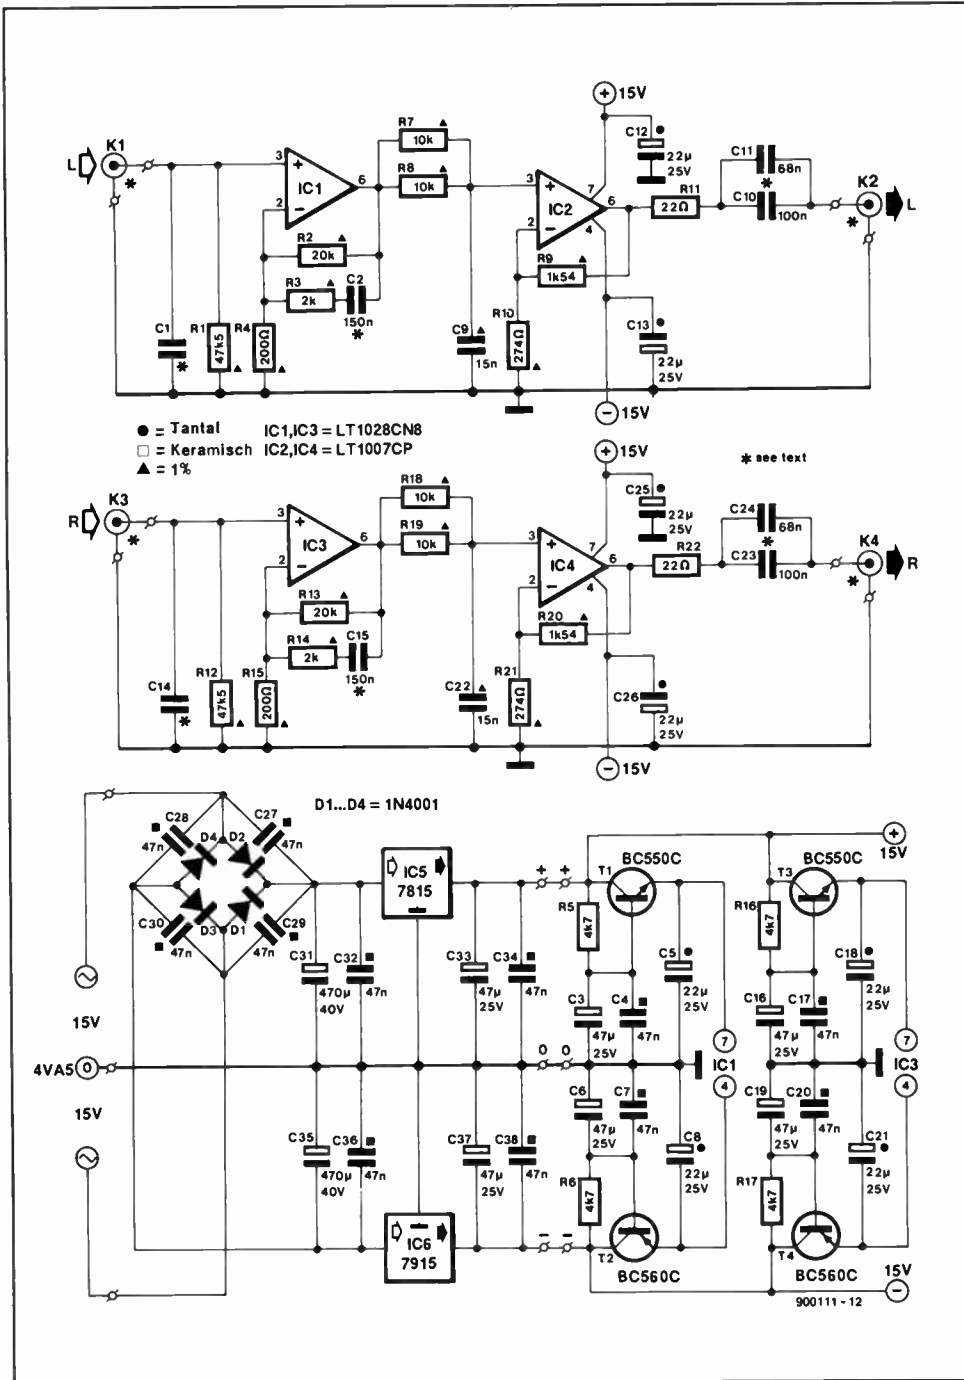 15V
R7
10k
C12
22µ
25V
C11
68n
K1
L
3
+
IC1
6
R8
10k
3
+
IC2
7
6
R11
22Ω
C10
100n
K2
L
2
−
4
2
−
R2
20k
R9
1k54
R3
2k
C2
150n
C1
R1
47k5
R4
200Ω
C9
15n
R10
274Ω
C13
22µ
25V
15V
= Tantal
IC1,IC3 = LT1028CN8
= Keramisch
IC2,IC4 = LT1007CP
= 1%
15V
* see text
R18
10k
C25
22µ
25V
C24
68n
K3
R
3
+
IC3
6
R19
10k
3
+
IC4
7
6
R22
22Ω
C23
100n
K4
R
2
−
4
2
−
R13
20k
R20
1k54
R14
2k
C15
150n
C14
R12
47k5
R15
200Ω
C22
15n
R21
274Ω
C26
22µ
25V
15V
D1...D4 = 1N4001
C28
47n
D4
D2
C27
47n
C30
47n
D3
D1
C29
47n
IC5
7815
+ +
T1
BC550C
T3
BC550C
+
15V
R5
4k7
R16
4k7
C31
470µ
40V
C32
47n
C33
47µ
25V
C34
47n
C3
47µ
25V
C4
47n
C5
22µ
25V
C16
47µ
25V
C17
47n
C18
22µ
25V
15V
4VA5
0
0 0
7
IC1
4
7
IC3
4
15V
C35
470µ
40V
C36
47n
C37
47µ
25V
C38
47n
C6
47µ
25V
C7
47n
C8
22µ
25V
C19
47µ
25V
C20
47n
C21
22µ
25V
R6
4k7
R17
4k7
IC6
7915
− −
T2
BC560C
T4
BC560C
15V
−
900111 - 12